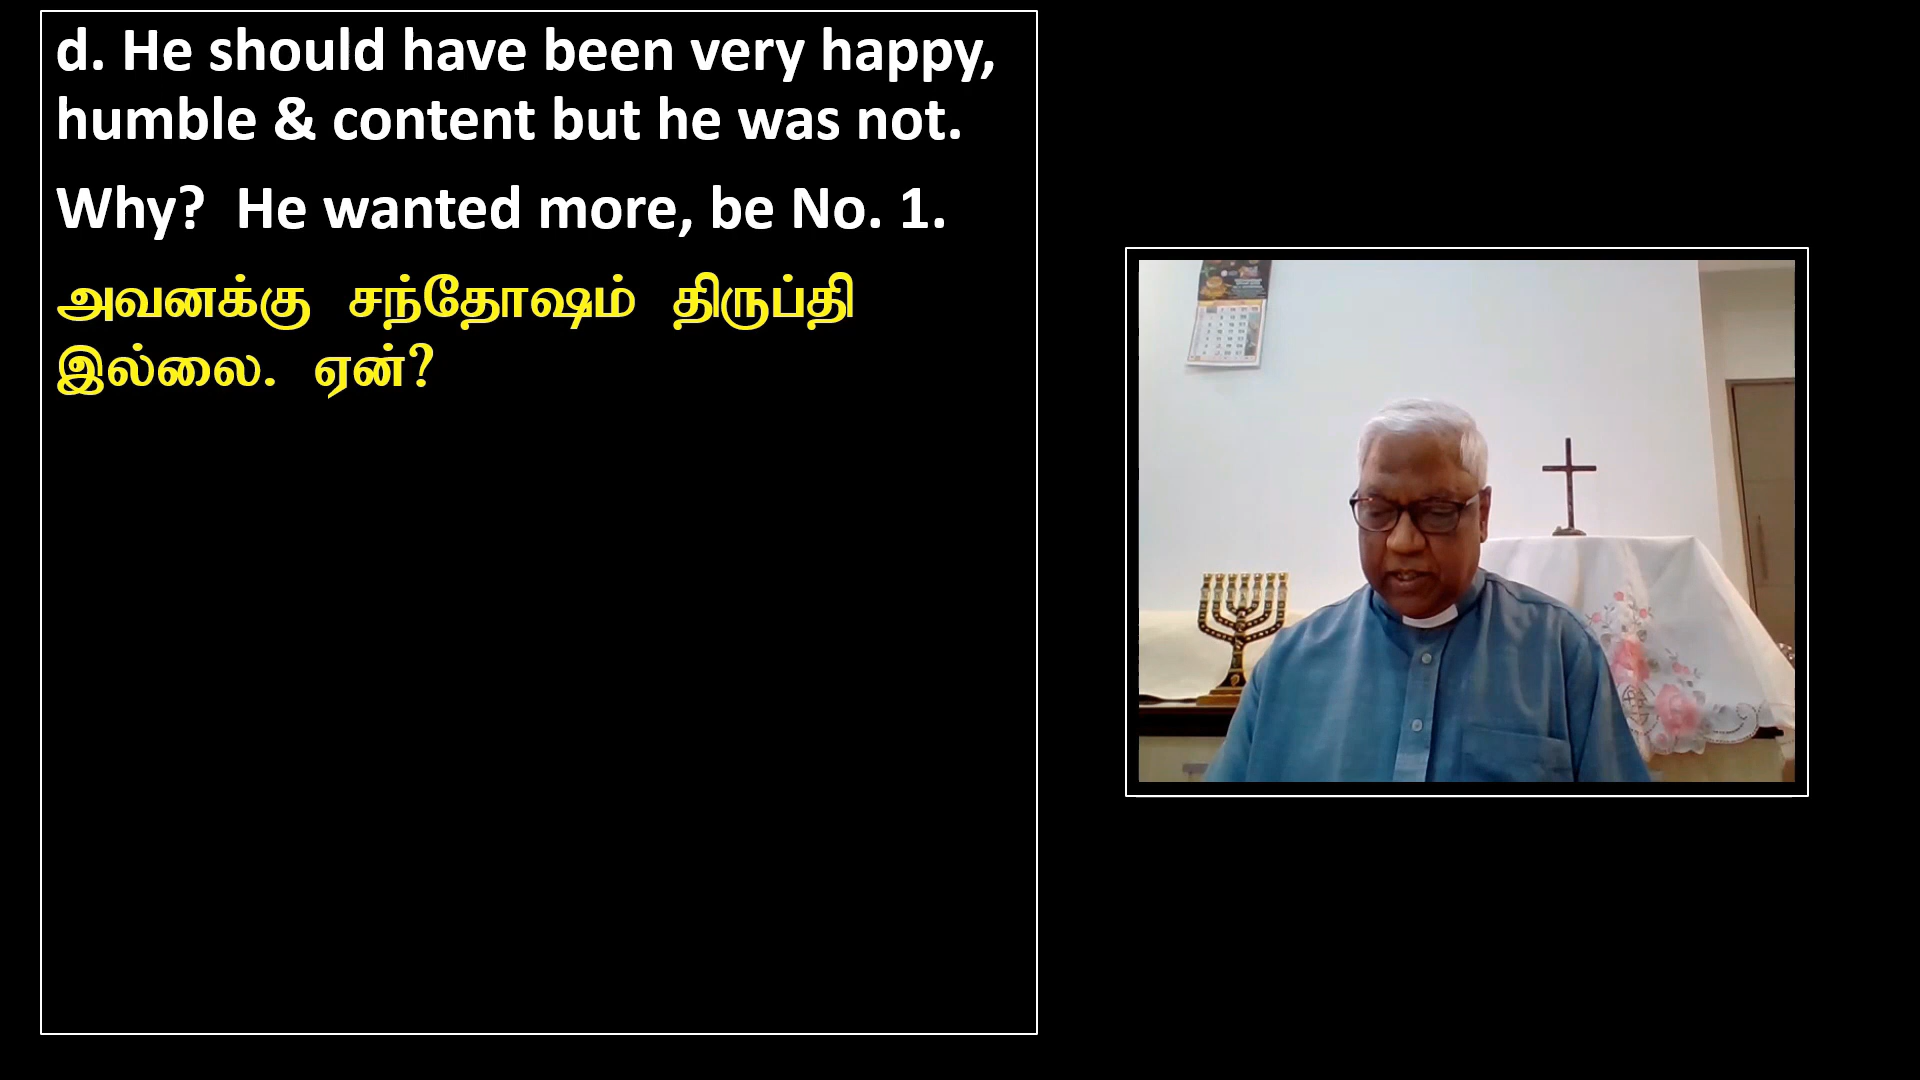 d. He should have been very happy,
humble & content but he was not.
Why?  He wanted more, be No. 1.
அவனக்கு சந்தோஷம் திருப்தி
இல்லை. ஏன்?